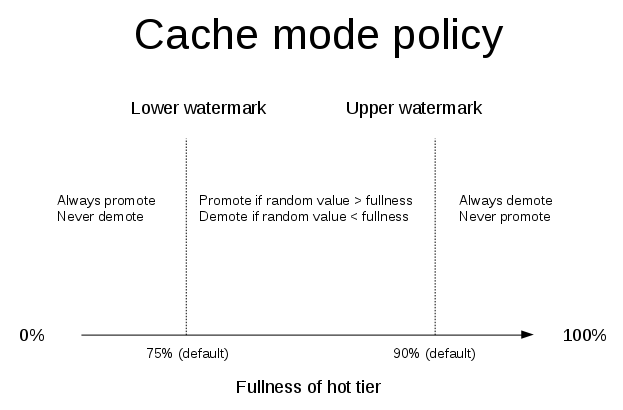 Cache mode policy
Lower watermark
Upper watermark
Always promote
Never demote
Promote if random value > fullness
Demote if random value < fullness
Always demote
Never promote
0%
100%
75% (default)
90% (default)
Fullness of hot tier